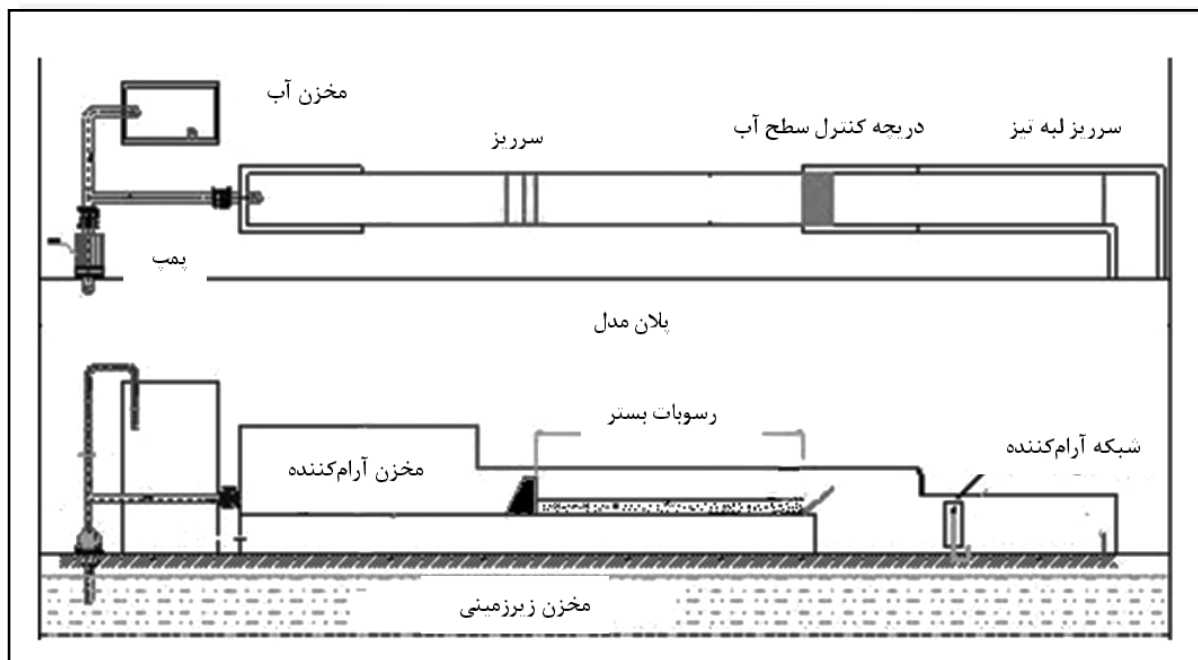 مخزن آب
سرریز
دریچه کنترل سطح آب
سرریز لبه تیز
پمپ
پلان مدل
رسوبات بستر
مخزن آرام‌کننده
شبکه آرام‌کننده
مخزن زیرزمینی